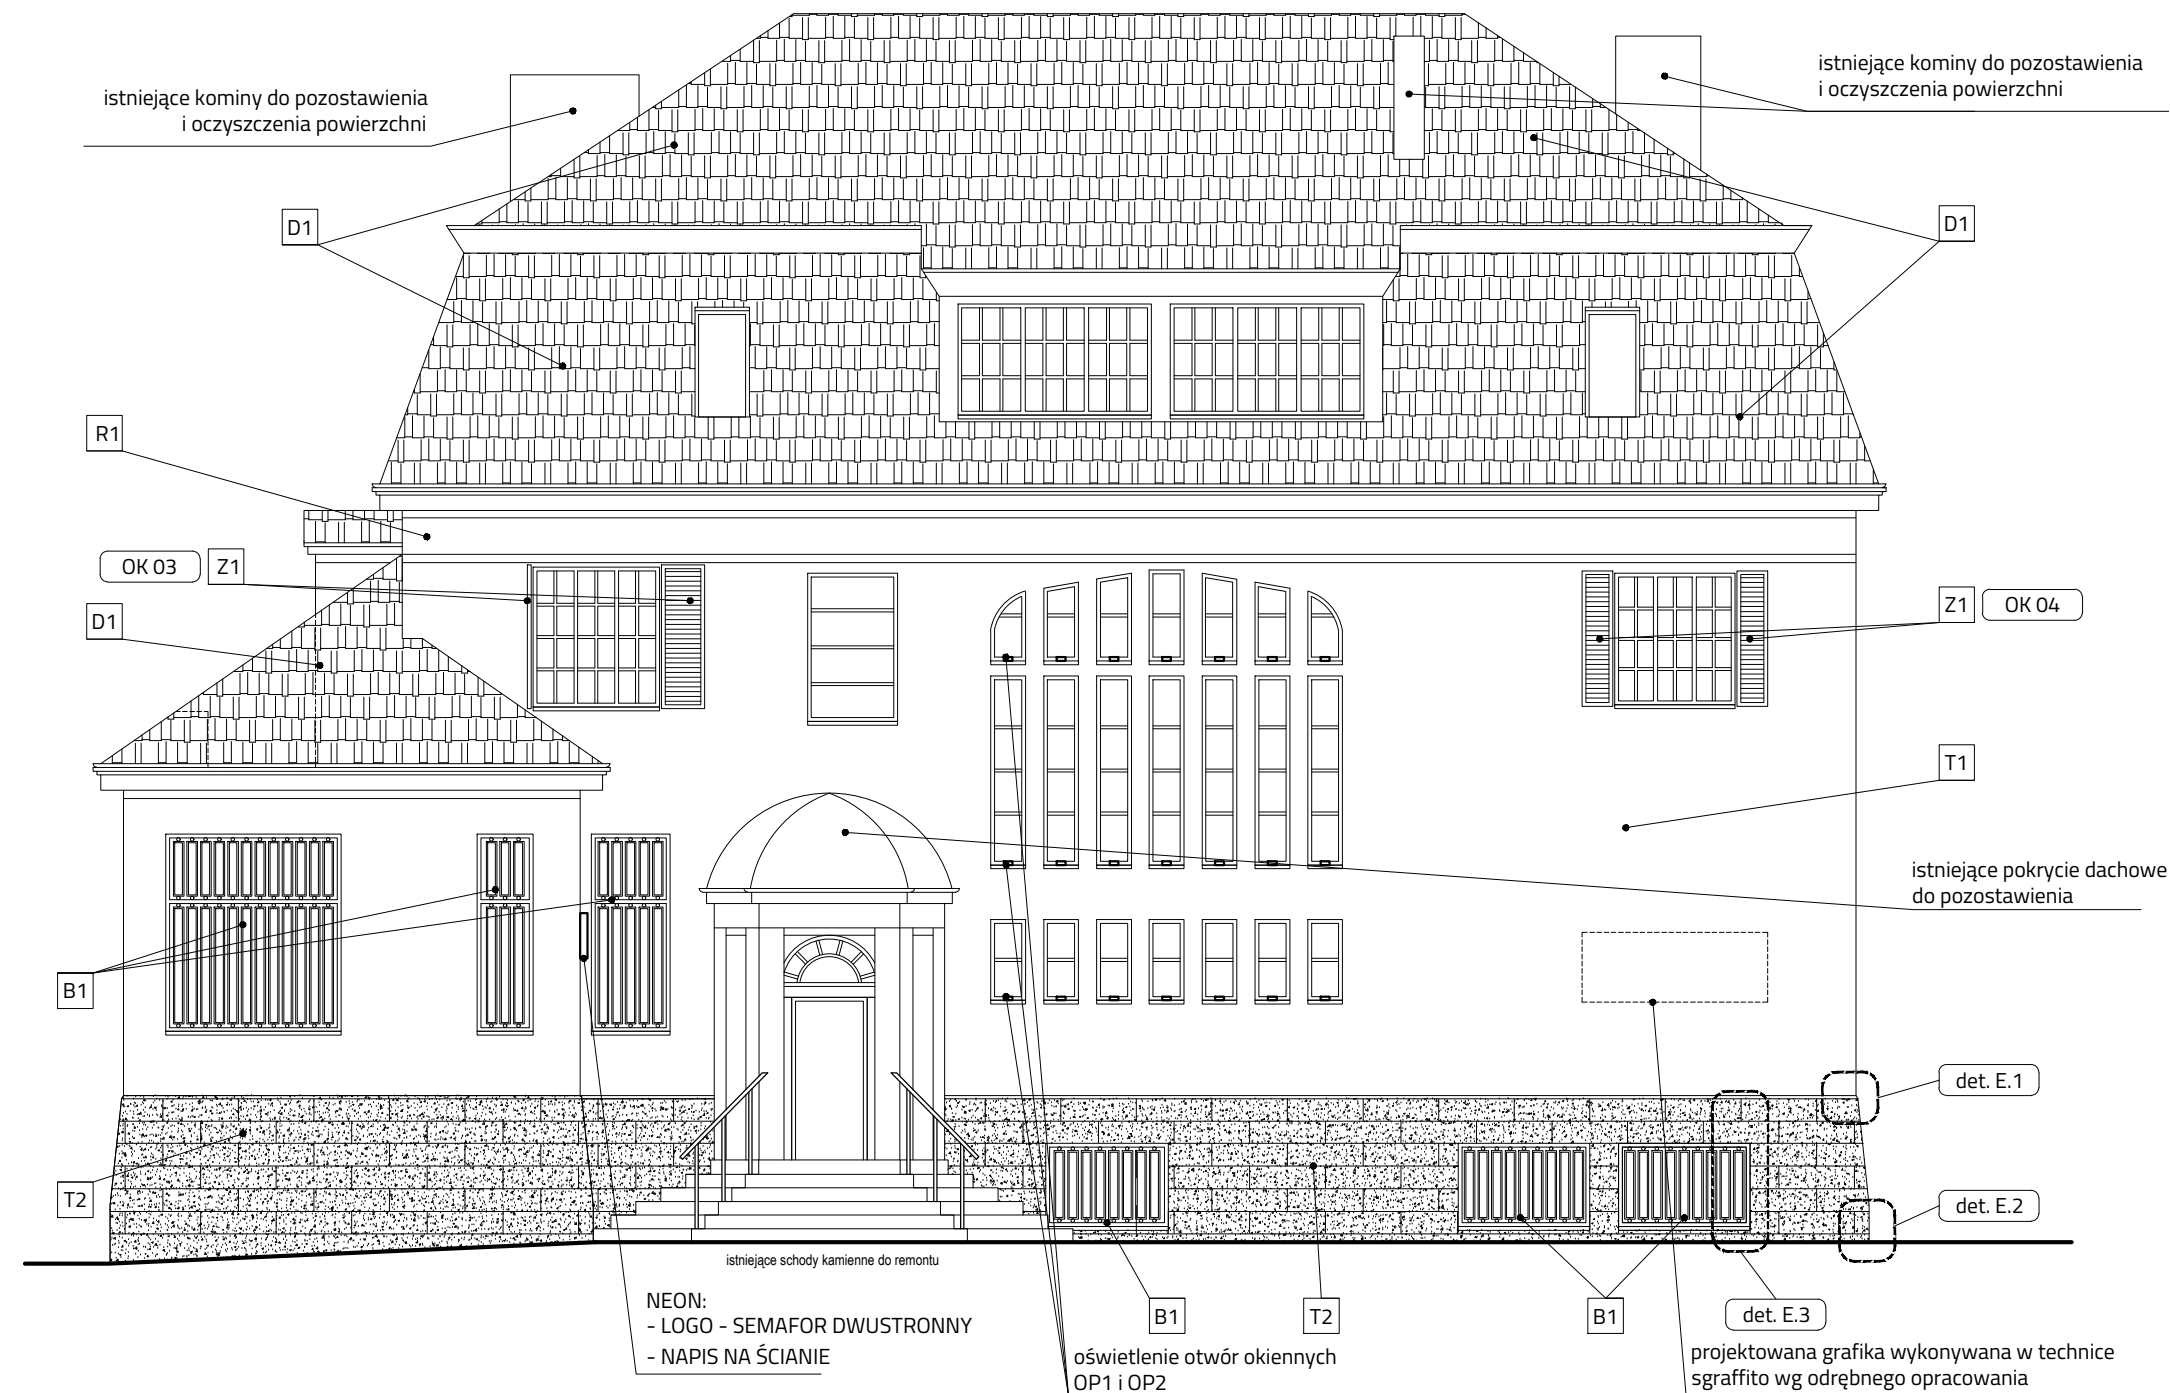 istniejące kominy do pozostawienia
i oczyszczenia powierzchni
istniejące kominy do pozostawienia
i oczyszczenia powierzchni
D1
D1
R1
OK 03
Z1
D1
Z1
OK 04
T1
istniejące pokrycie dachowe
do pozostawienia
B1
det. E.1
T2
det. E.2
istniejące schody kamienne do remontu
NEON:
- LOGO - SEMAFOR DWUSTRONNY
- NAPIS NA ŚCIANIE
B1
T2
B1
det. E.3
oświetlenie otwór okiennych
OP1 i OP2
projektowana grafika wykonywana w technice
sgraffito wg odrębnego opracowania